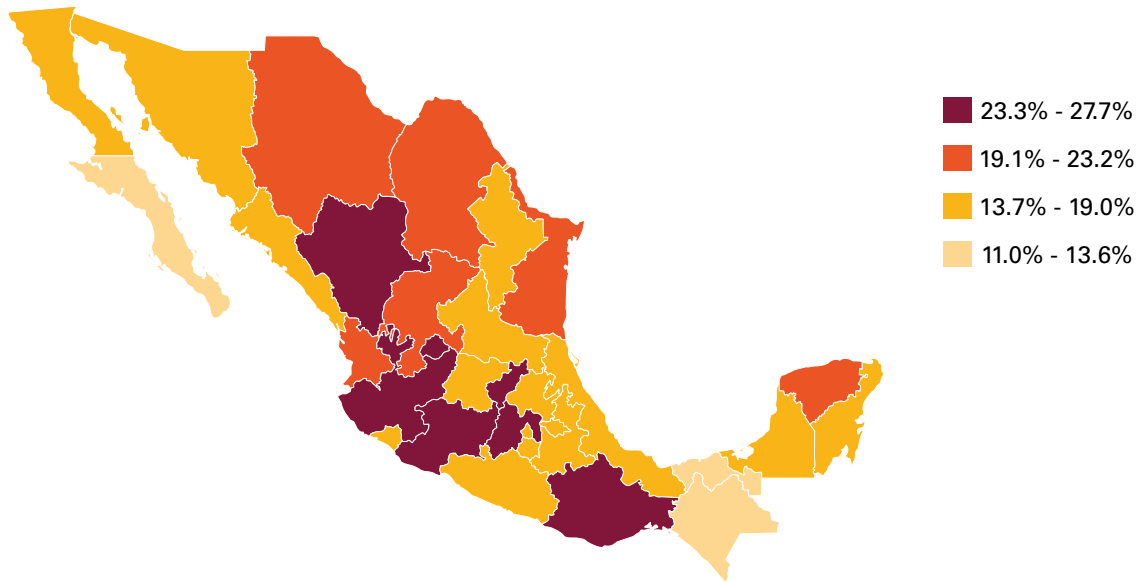 23.3% - 27.7%
19.1% - 23.2%
13.7% - 19.0%
11.0% - 13.6%